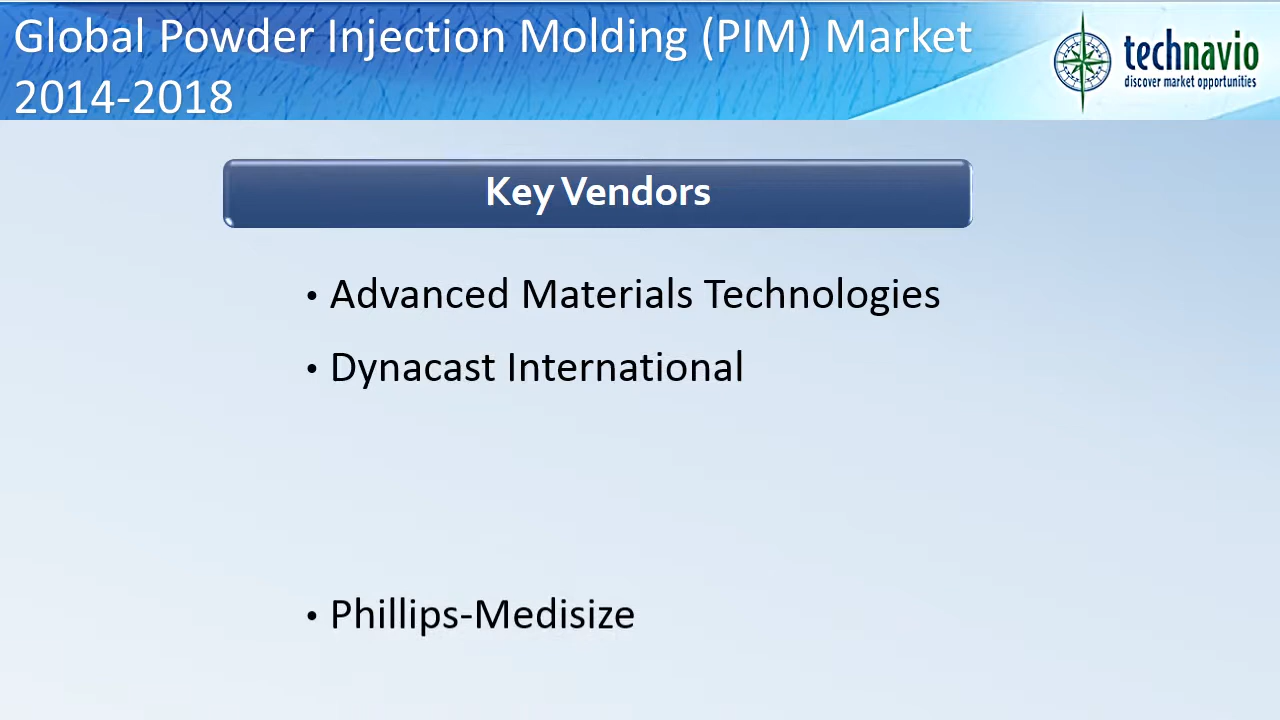 Global Powder Injection Molding (PIM) Market
2014-2018
technavio
discover market opportunities
Key Vendors
• Advanced Materials Technologies
• Dynacast International
• Phillips-Medisize